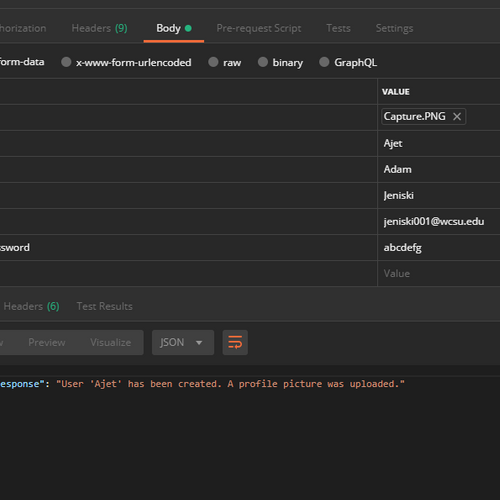 horization Headers (9) Body Pre-request Script Tests Settings
form-data x-www-form-urlencoded raw binary GraphQL
VALUE
Capture.PNG
Ajet
Adam
Jeniski
jeniski001@wcsu.edu
ssword abcdefg
Value
Headers (6) Test Results
Preview Visualize JSON
esponse": "User 'Ajet' has been created. A profile picture was uploaded."